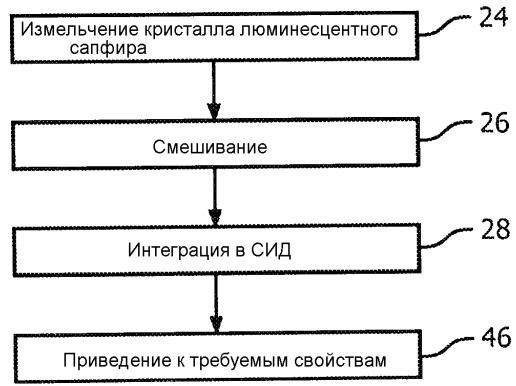 Измельчение кристалла люминесцентного
сапфира
24
Смешивание
26
Интеграция в СИД
28
Приведение к требуемым свойствам
46